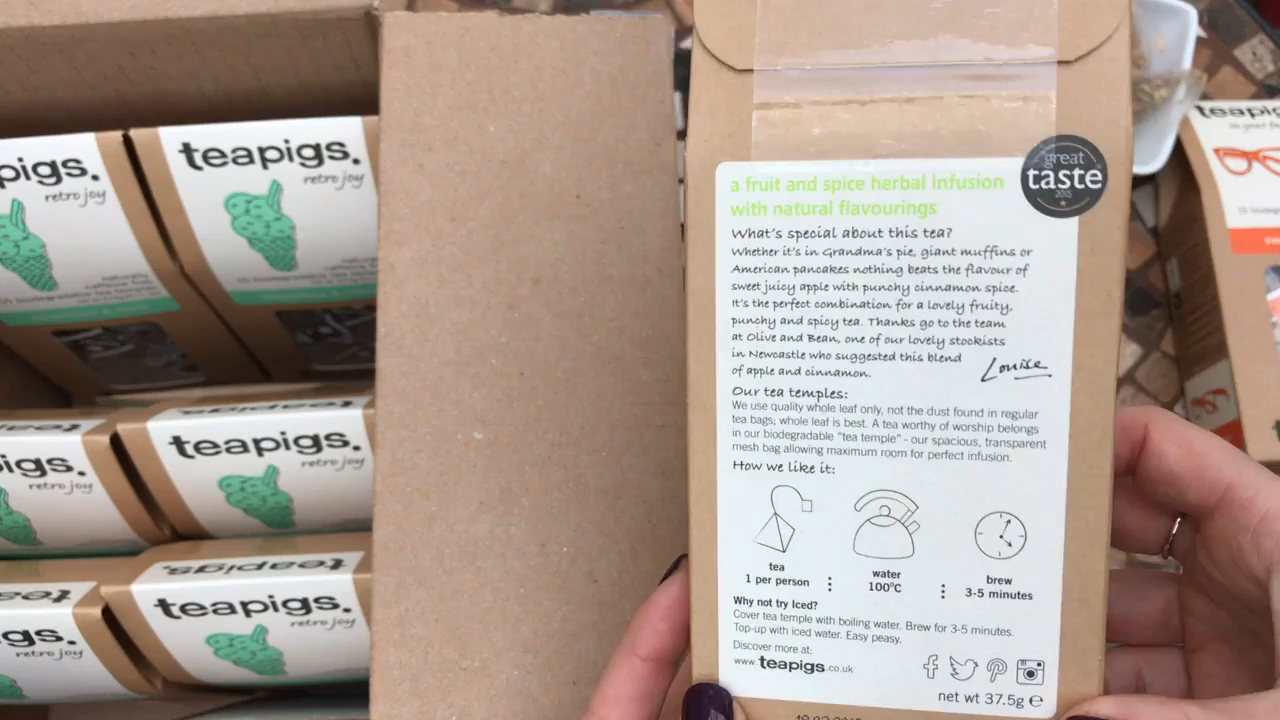 teapigs.
retro joy
pigs.
retro joy
teapigs.
retro joy
igs.
retro joy
teapigs.
teapigs.
retro joy
gs.
retro joy
great
taste
2015
a fruit and spice herbal infusion
with natural flavourings
What's special about this tea?
Whether it's in Grandma's pie, giant muffins or
American pancakes nothing beats the flavour of
sweet juicy apple with punchy cinnamon spice.
It's the perfect combination for a lovely fruity,
punchy and spicy tea. Thanks go to the team
at Olive and Bean, one of our lovely stockists
in Newcastle who suggested this blend
of apple and cinnamon.
Louise
Our tea temples:
We use quality whole leaf only, not the dust found in regular
tea bags; whole leaf is best. A tea worthy of worship belongs
in our biodegradable "tea temple" - our spacious, transparent
mesh bag allowing maximum room for perfect infusion.
How we like it:
tea
1 per person
water
100°C
brew
3-5 minutes
Why not try Iced?
Cover tea temple with boiling water. Brew for 3-5 minutes.
Top-up with iced water. Easy peasy.
Discover more at:
www.teapigs.co.uk
net wt 37.5g e
teapig